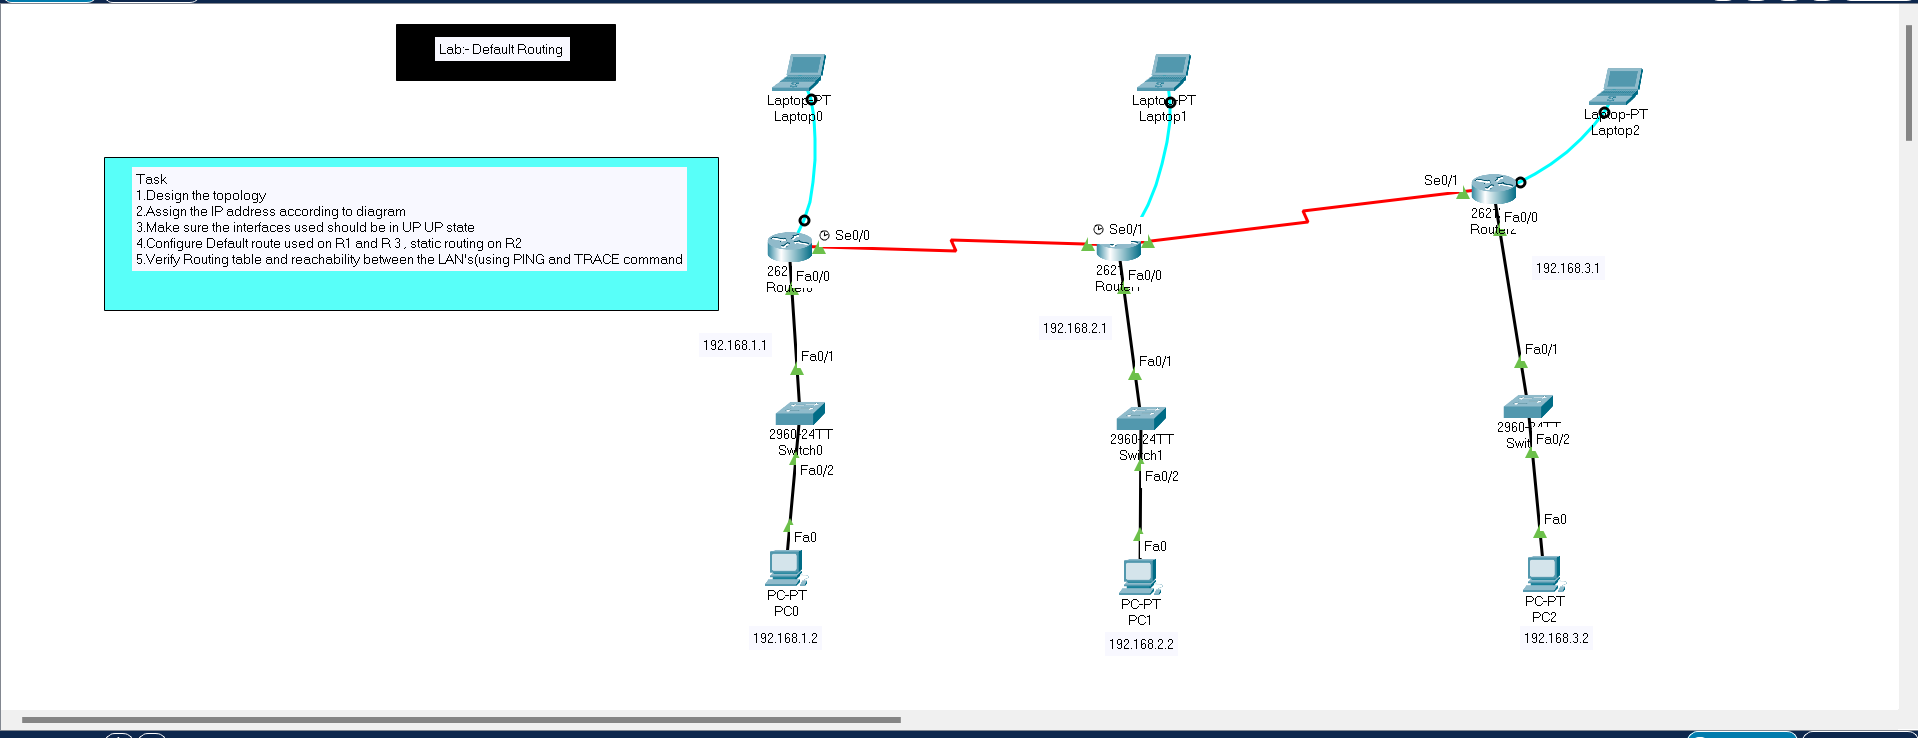 Lab:- Default Routing
Task
1.Design the topology
2.Assign the IP address according to diagram
3.Make sure the interfaces used should be in UP UP state
4.Configure Default route used on R1 and R 3 , static routing on R2
5.Verify Routing table and reachability between the LAN's(using PING and TRACE command
Laptop-PT
Laptop0
Laptop-PT
Laptop1
Laptop-PT
Laptop2
Se0/0
Se0/1
Se0/1
262
Fa0/0
262
Fa0/0
262
Fa0/0
192.168.1.1
192.168.2.1
192.168.3.1
Fa0/1
Fa0/1
Fa0/1
2960-24TT
Switch0
Fa0/2
2960-24TT
Switch1
Fa0/2
2960-24TT
Fa0/2
Fa0
Fa0
Fa0
PC-PT
PC0
192.168.1.2
PC-PT
PC1
192.168.2.2
PC-PT
PC2
192.168.3.2